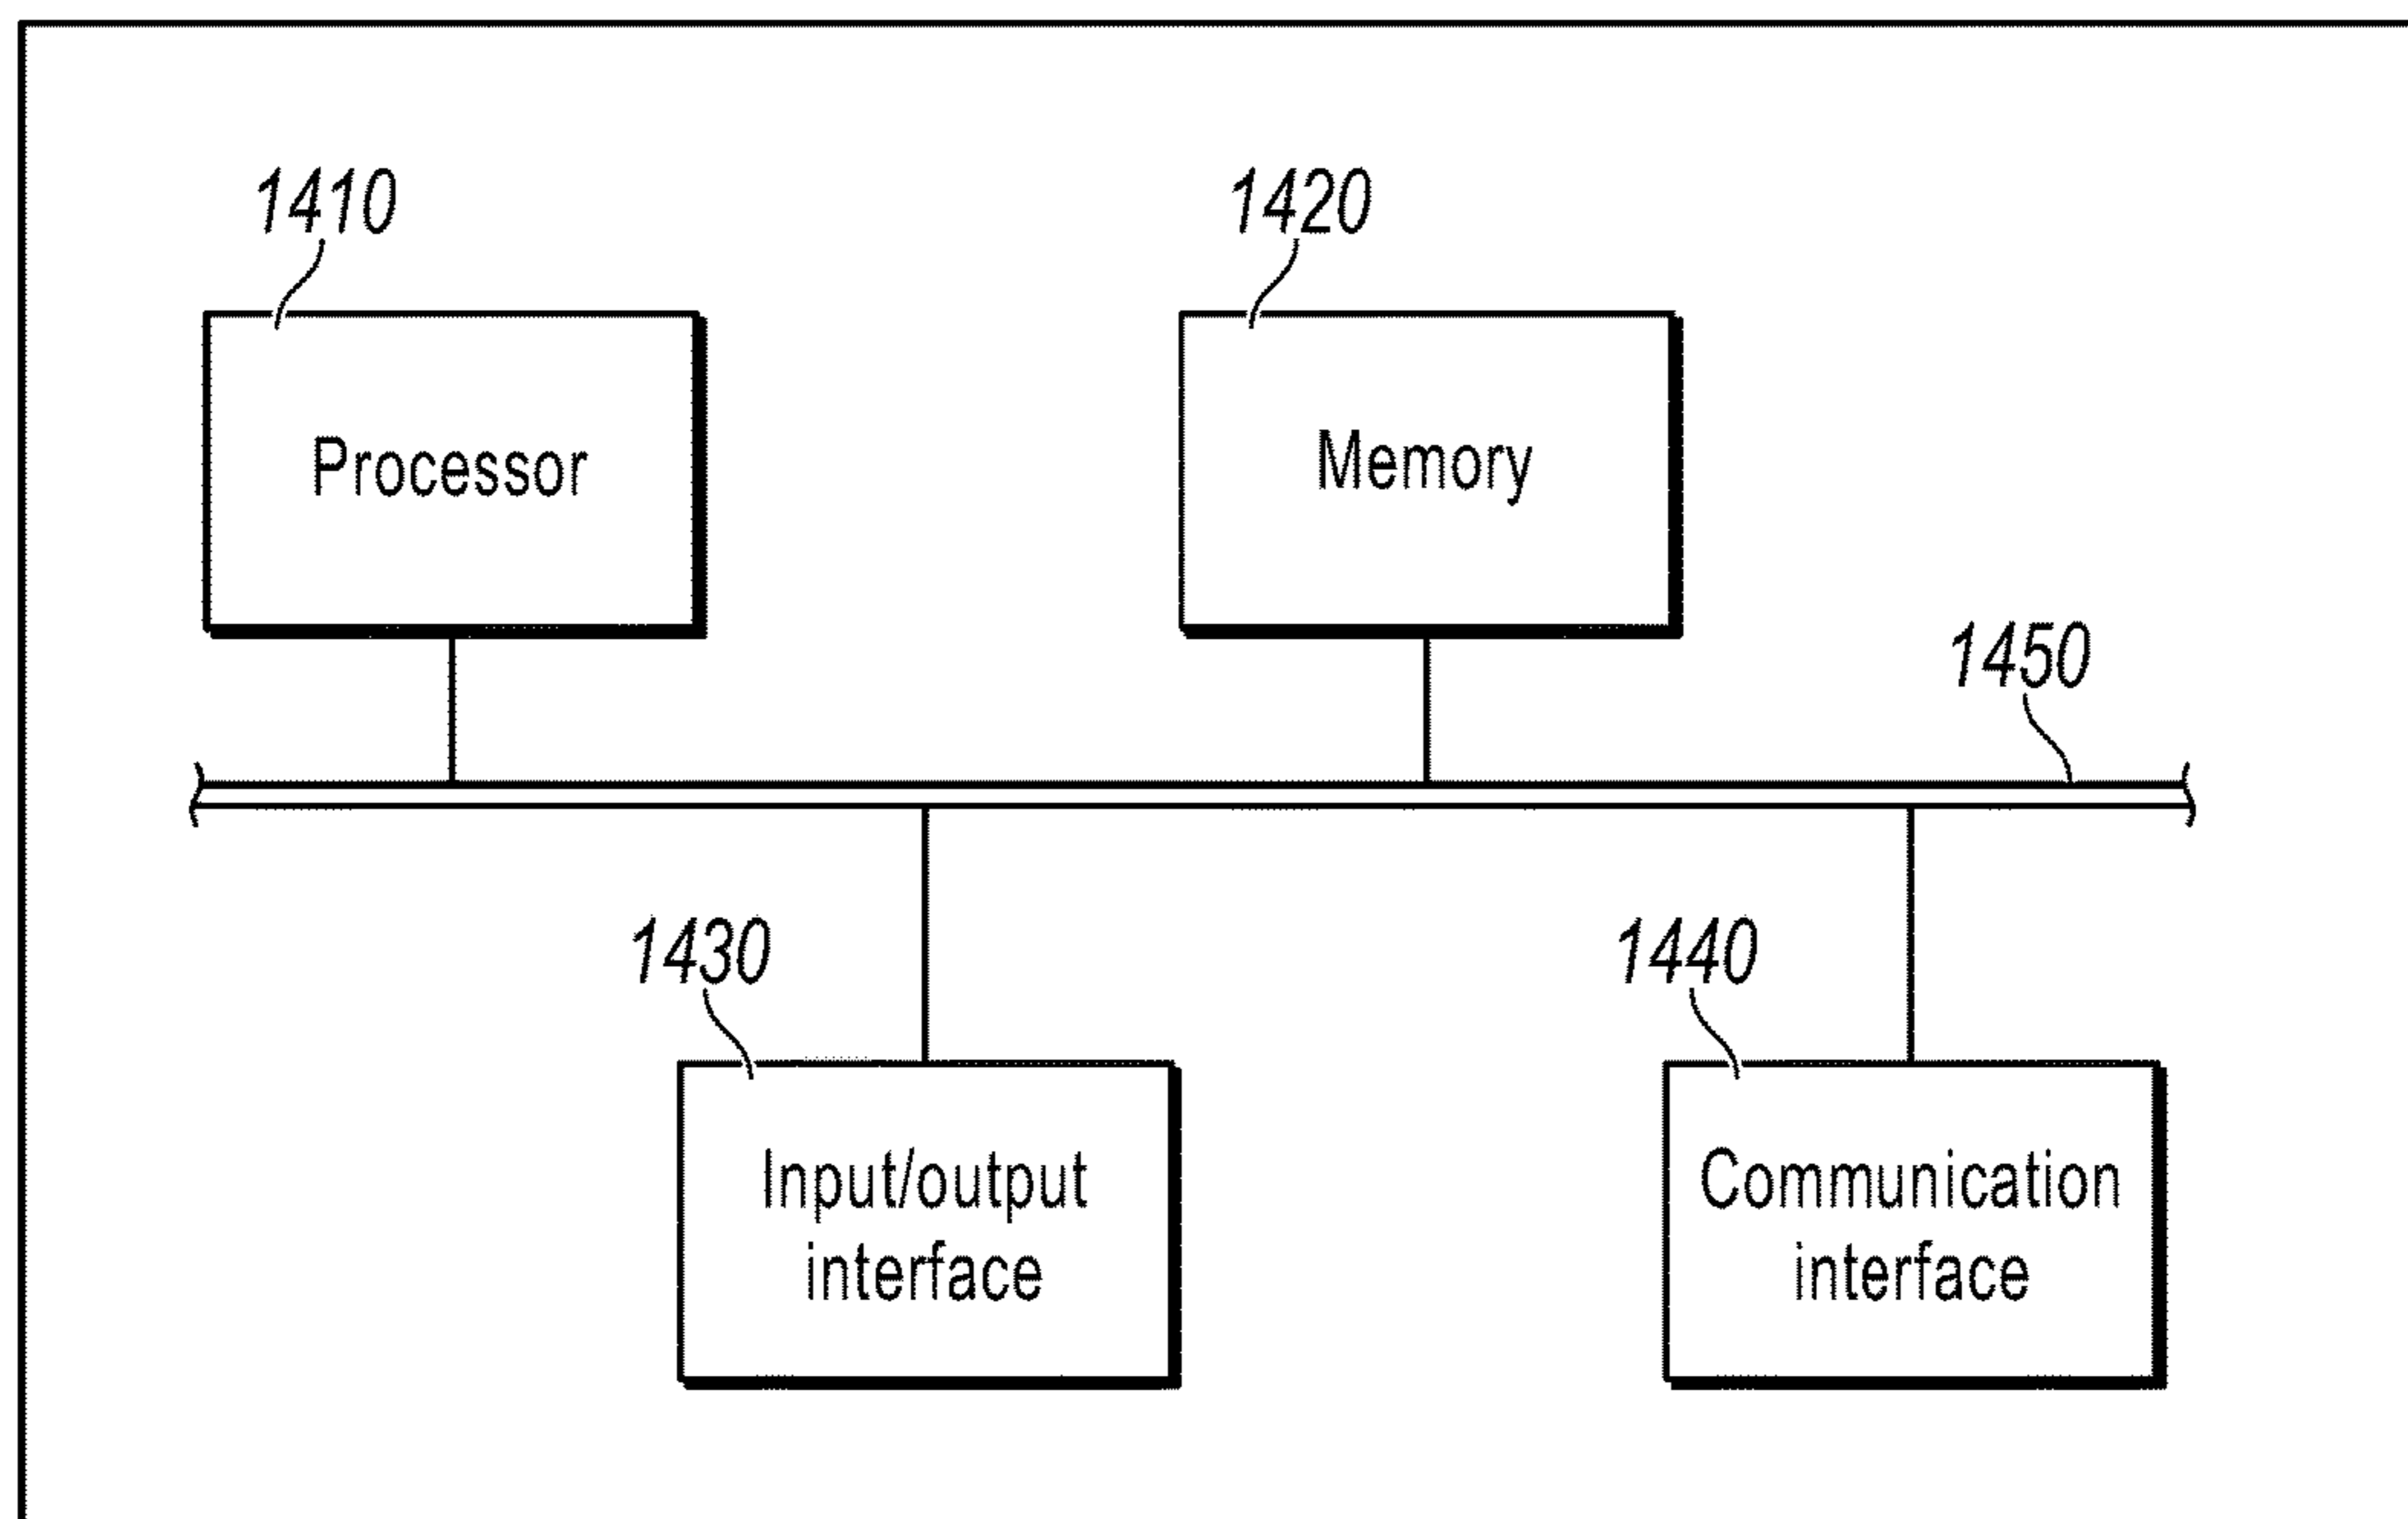 1410
1420
Processor
Memory
1450
1430
1440
Input/output
interface
Communication
interface